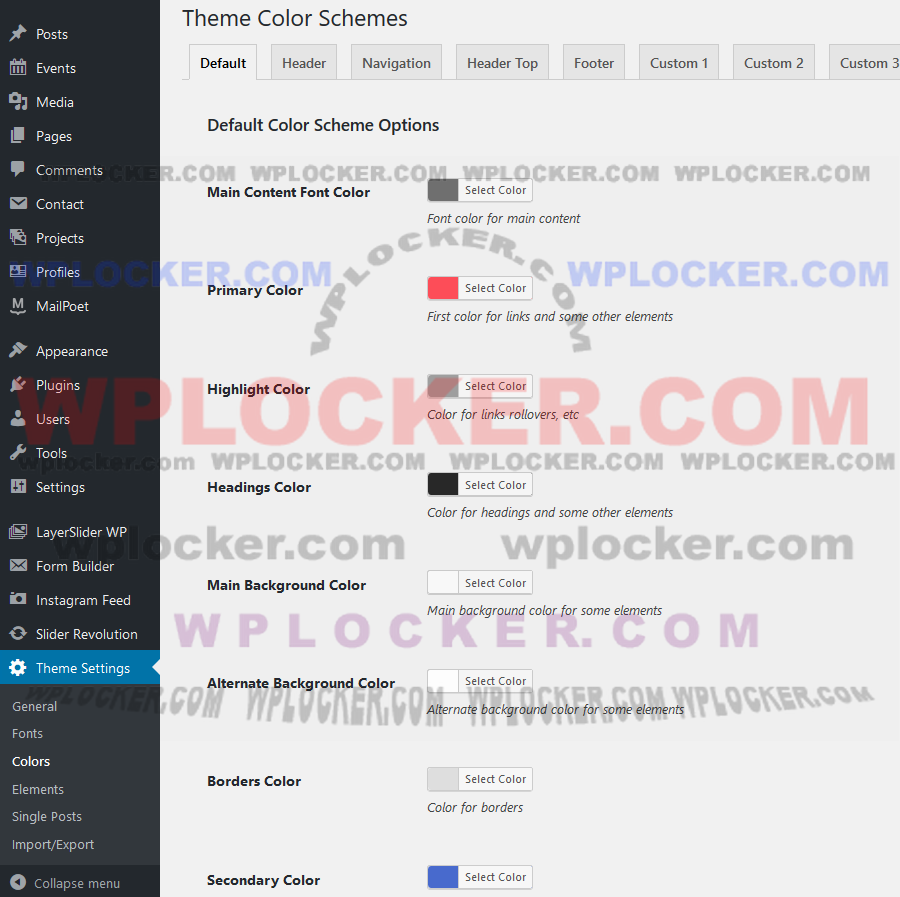 Posts
Events
Media
Pages
Comments
Contact
Projects
Profiles
MailPoet
Appearance
Plugins
Users
Tools
Settings
LayerSlider WP
Form Builder
Instagram Feed
Slider Revolution
Theme Settings
General
Fonts
Colors
Elements
Single Posts
Import/Export
Collapse menu
Theme Color Schemes
Default Header Navigation Header Top Footer Custom 1 Custom 2 Custom 3
Default Color Scheme Options
WPLOCKER.COM WPLOCKER.COM WPLOCKER.COM WPLOCKER.COM
Main Content Font Color Select Color
Font color for main content
WPLOCKER.COM
WPLOCKER.COM WPLOCKER.COM
Primary Color Select Color
First color for links and some other elements
Highlight Color Select Color
WPLOCKER.COM
Color for links rollovers, etc
wplocker.com WPLOCKER.COM WPLOCKER.COM WPLOCKER.COM
Headings Color Select Color
Color for headings and some other elements
wplocker.com wplocker.com
Main Background Color Select Color
Main background color for some elements
WPLOCKER.COM
Alternate Background Color Select Color
WPLOCKER.COM WPLOCKER.COM WPLOCKER.COM WPLOCKER.COM
Alternate background color for some elements
Borders Color Select Color
Color for borders
Secondary Color Select Color